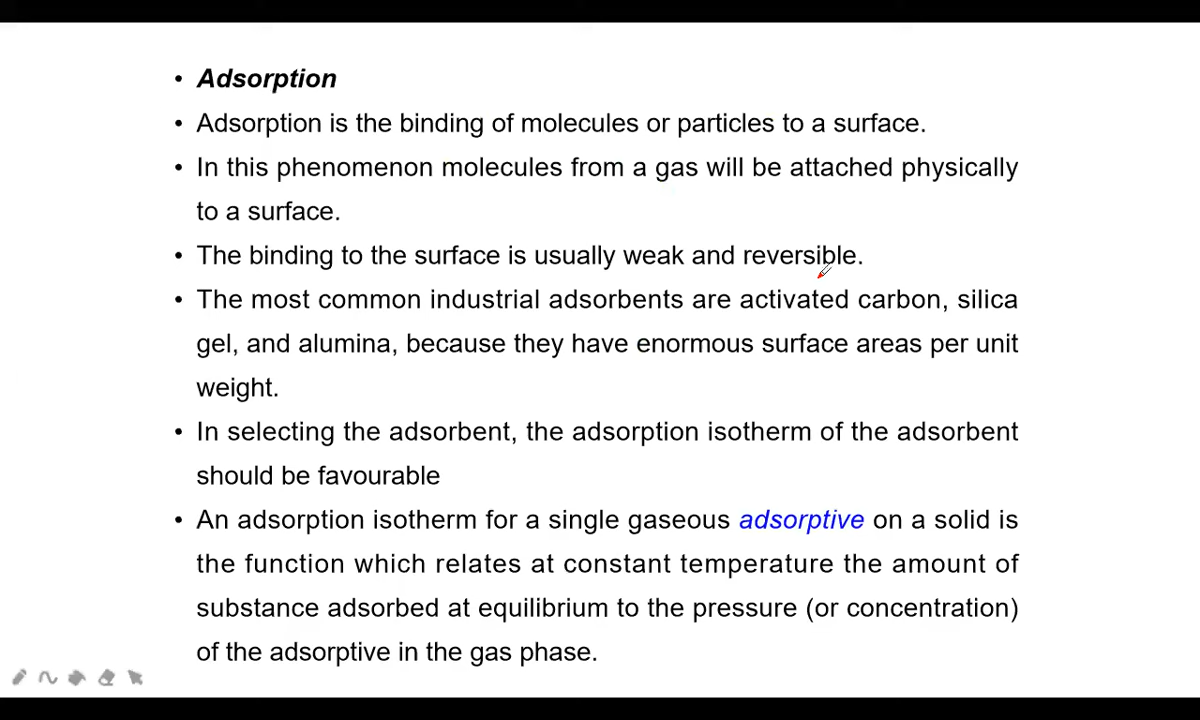 • Adsorption
• Adsorption is the binding of molecules or particles to a surface.
• In this phenomenon molecules from a gas will be attached physically
to a surface.
• The binding to the surface is usually weak and reversible.
• The most common industrial adsorbents are activated carbon, silica
gel, and alumina, because they have enormous surface areas per unit
weight.
• In selecting the adsorbent, the adsorption isotherm of the adsorbent
should be favourable
• An adsorption isotherm for a single gaseous adsorptive on a solid is
the function which relates at constant temperature the amount of
substance adsorbed at equilibrium to the pressure (or concentration)
of the adsorptive in the gas phase.